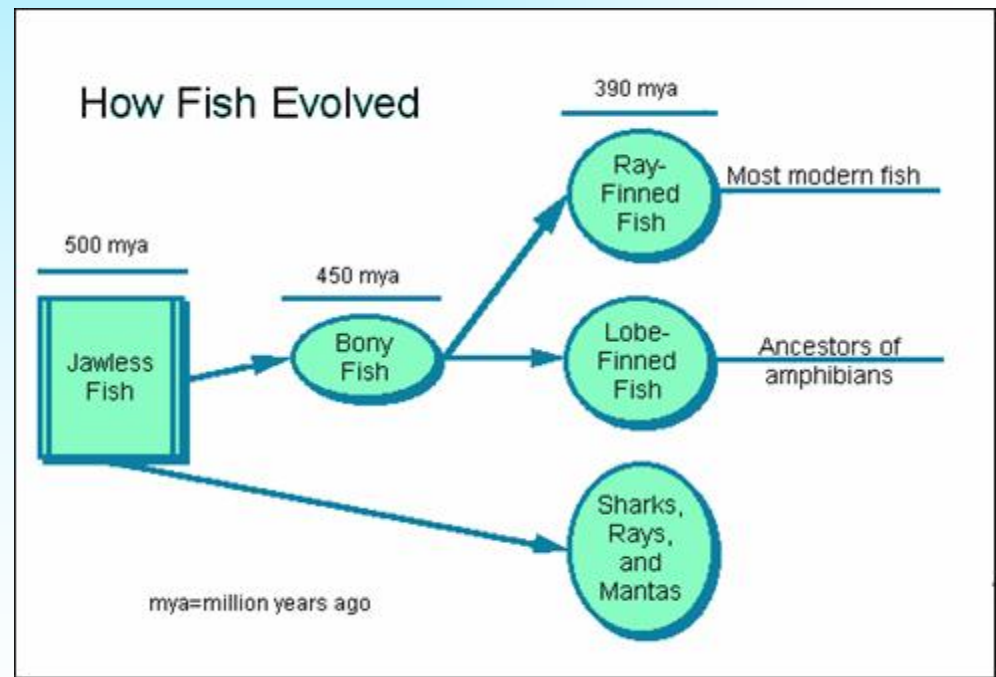 How Fish Evolved
390 mya
Ray-
Finned
Fish
Most modern fish
500 mya
450 mya
Jawless
Fish
Bony
Fish
Lobe-
Finned
Fish
Ancestors of
amphibians
Sharks,
Rays,
and
Mantas
mya=million years ago